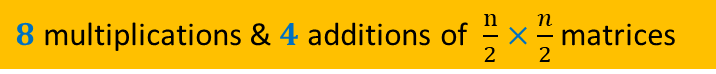 8 multiplications & 4 additions of n/2 × n/2 matrices